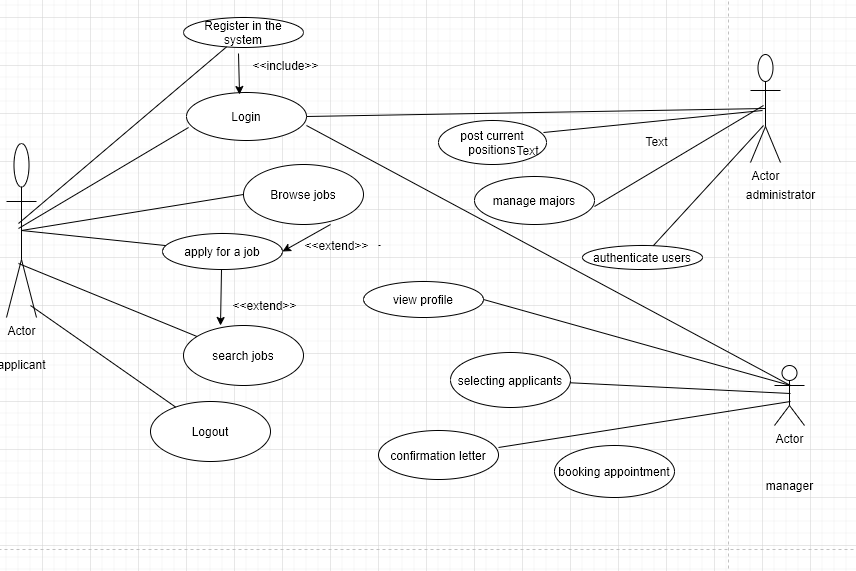 Register in the
system
<<include>>
Login
post current
positions
Text
Text
Actor
administrator
Browse jobs
manage majors
apply for a job
<<extend>>
-
authenticate users
view profile
<<extend>>
Actor
applicant
search jobs
selecting applicants
Logout
Actor
confirmation letter
booking appointment
manager